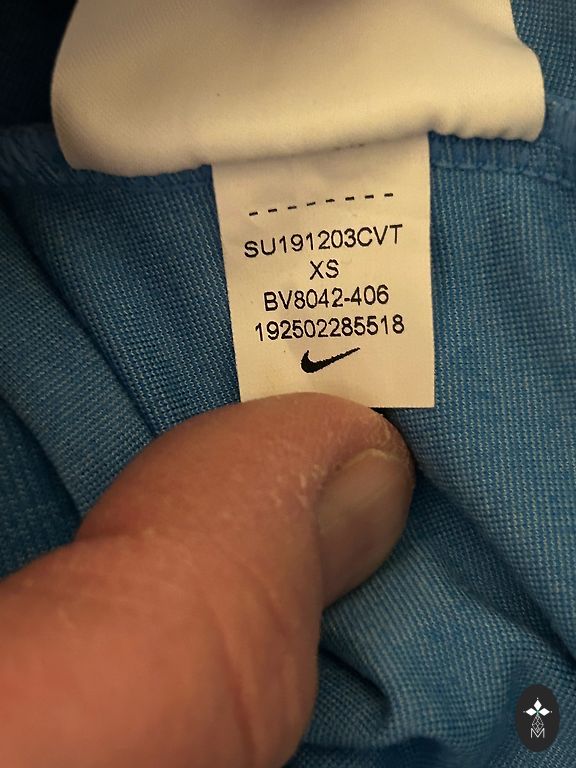 --------
SU191203CVT
XS
BV8042-406
192502285518
M